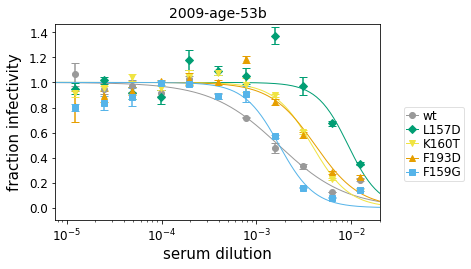 2009-age-53b
fraction infectivity
1.4
1.2
1.0
0.8
0.6
0.4
0.2
0.0
10⁻⁵
10⁻⁴
10⁻³
10⁻²
serum dilution
wt
L157D
K160T
F193D
F159G